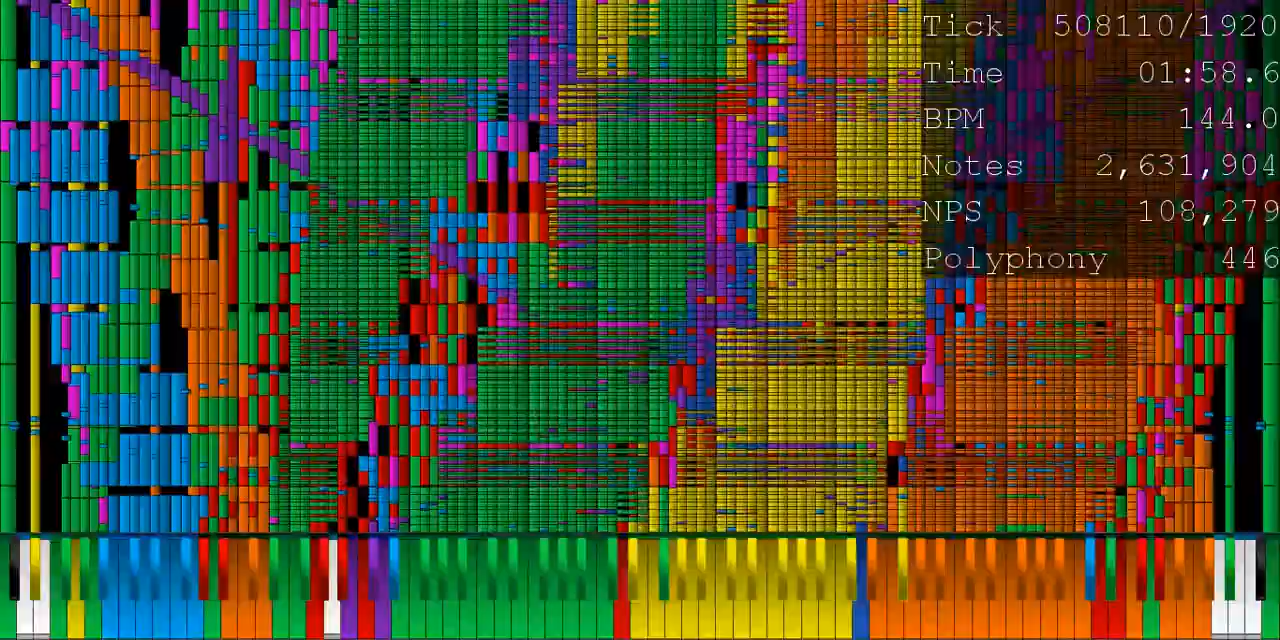 Tick 508110/1920
Time 01:58.6
BPM 144.0
Notes 2,631,904
NPS 108,279
Polyphony 446